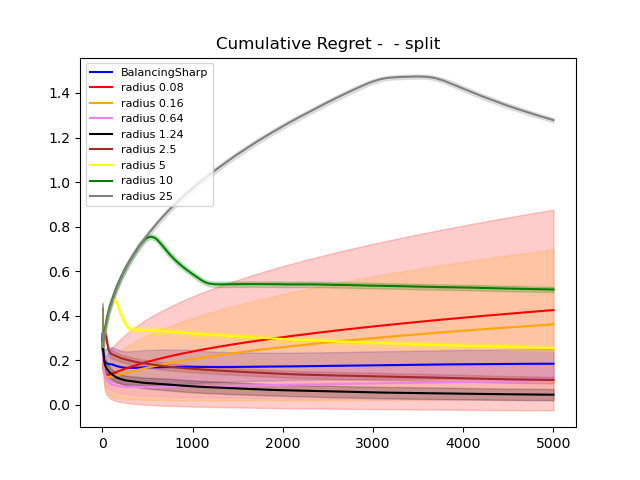 Cumulative Regret -  - split
BalancingSharp
radius 0.08
radius 0.16
radius 0.64
radius 1.24
radius 2.5
radius 5
radius 10
radius 25
1.4
1.2
1.0
0.8
0.6
0.4
0.2
0.0
0 1000 2000 3000 4000 5000